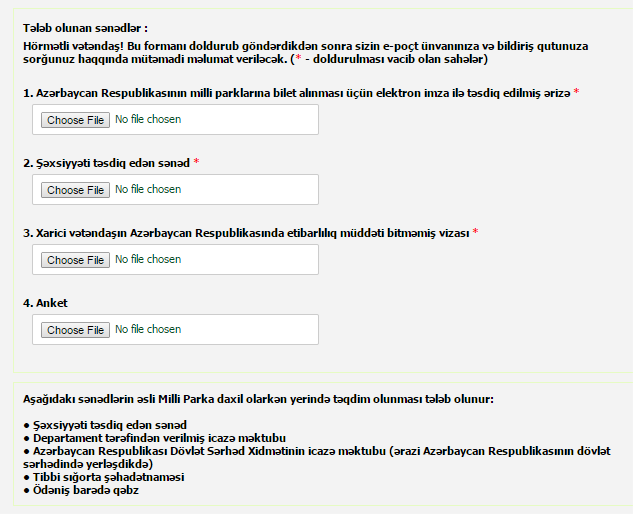 Tələb olunan sənədlər :
Hörmətli vətəndaş! Bu formanı doldurub göndərdikdən sonra sizin e-poçt ünvanınıza və bildiriş qutunuza
sorğunuz haqqında mütəmadi məlumat veriləcək. (* - doldurulması vacib olan sahələr)
1. Azərbaycan Respublikasının milli parklarına bilet alınması üçün elektron imza ilə təsdiq edilmiş ərizə *
Choose File No file chosen
2. Şəxsiyyəti təsdiq edən sənəd *
Choose File No file chosen
3. Xarici vətəndaşın Azərbaycan Respublikasında etibarlılıq müddəti bitməmiş vizası *
Choose File No file chosen
4. Anket
Choose File No file chosen
Aşağıdakı sənədlərin əsli Milli Parka daxil olarkən yerində təqdim olunması tələb olunur:
● Şəxsiyyəti təsdiq edən sənəd
● Departament tərəfindən verilmiş icazə məktubu
● Azərbaycan Respublikası Dövlət Sərhəd Xidmətinin icazə məktubu (ərazi Azərbaycan Respublikasının dövlət
sərhədində yerləşdikdə)
● Tibbi sığorta şəhadətnaməsi
● Ödəniş barədə qəbz